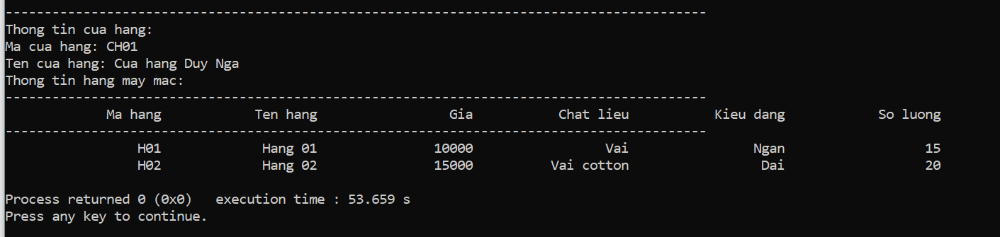 ------------------------------------------------------------------------------------------
Thong tin cua hang:
Ma cua hang: CH01
Ten cua hang: Cua hang Duy Nga
Thong tin hang may mac:
------------------------------------------------------------------------------------------
             Ma hang            Ten hang                 Gia           Chat lieu           Kieu dang            So luong
------------------------------------------------------------------------------------------
                 H01             Hang 01               10000                 Vai                Ngan                  15
                 H02             Hang 02               15000          Vai cotton                 Dai                  20
Process returned 0 (0x0)   execution time : 53.659 s
Press any key to continue.